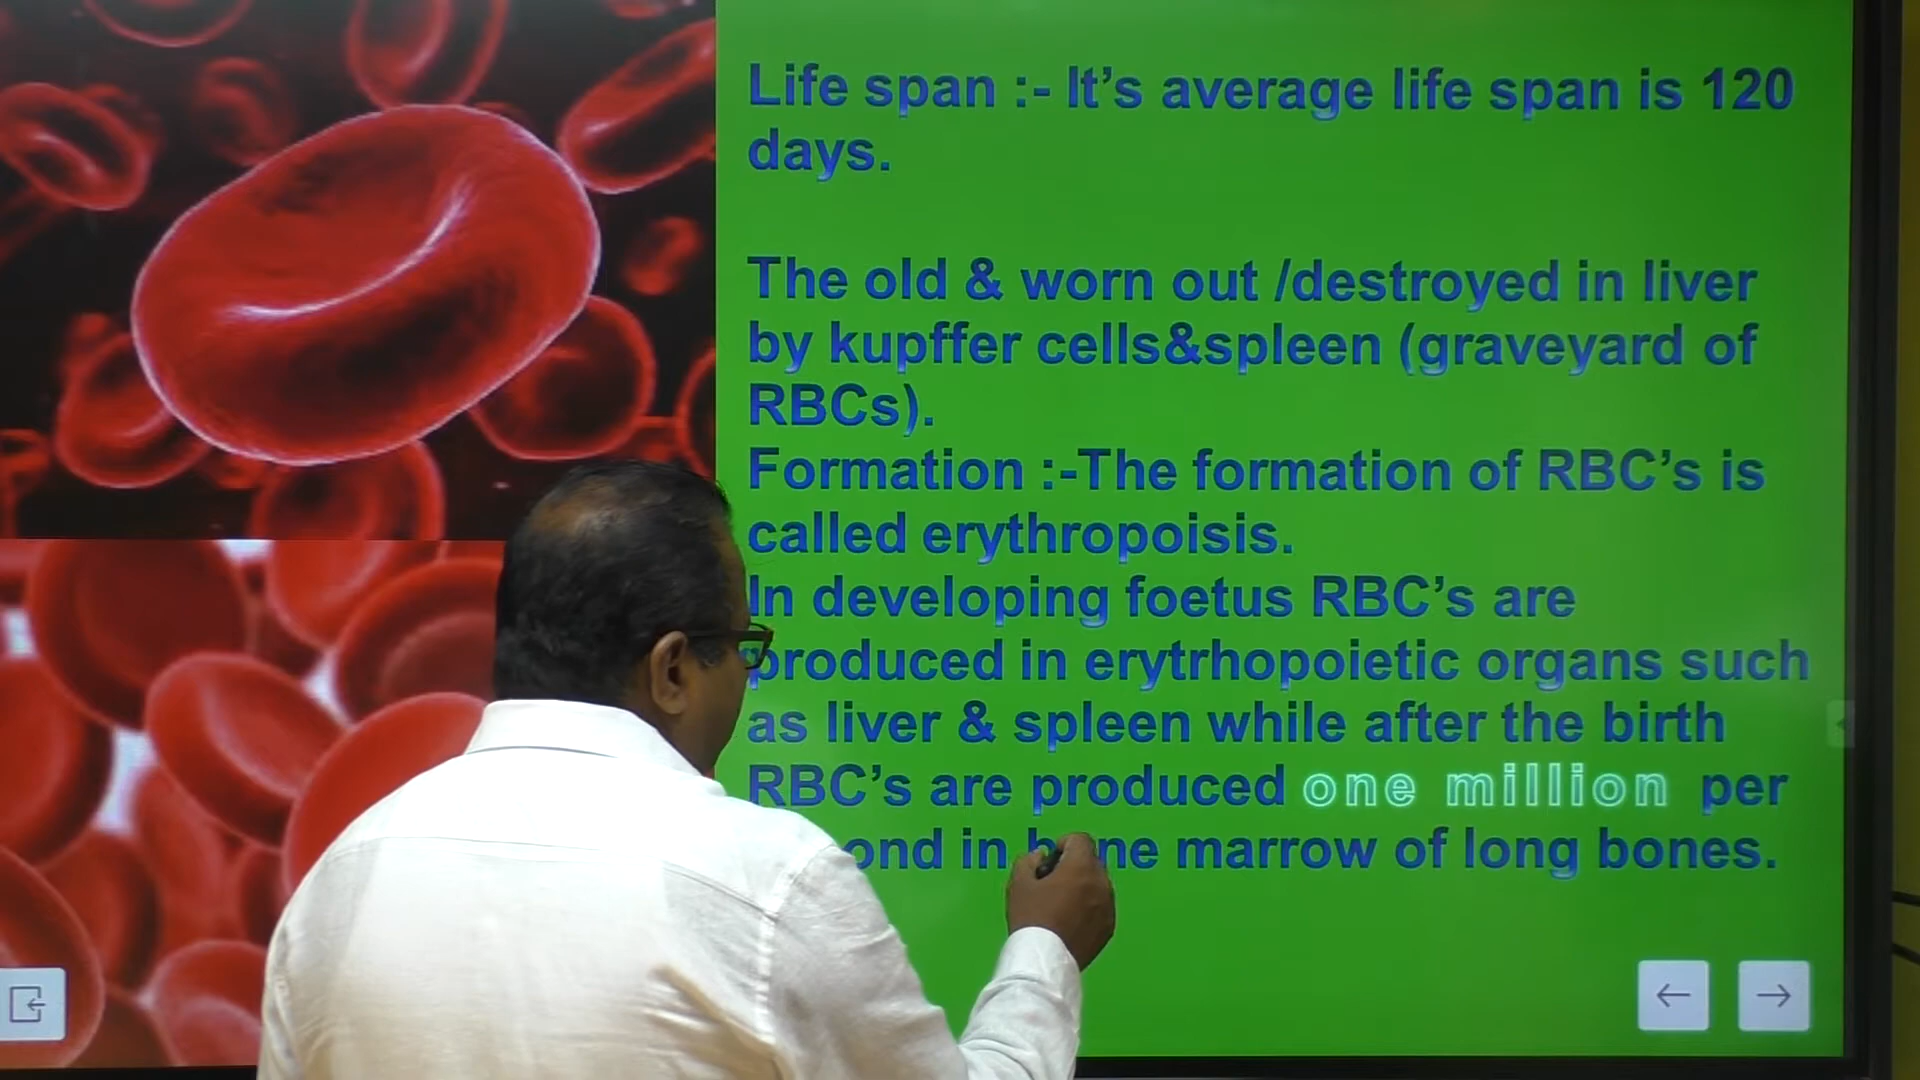 Life span :- It’s average life span is 120
days.
The old & worn out /destroyed in liver
by kupffer cells&spleen (graveyard of
RBCs).
Formation :-The formation of RBC’s is
called erythropoisis.
In developing foetus RBC’s are
produced in erytrhopoietic organs such
as liver & spleen while after the birth
RBC’s are produced one million per
in marrow of long bones.